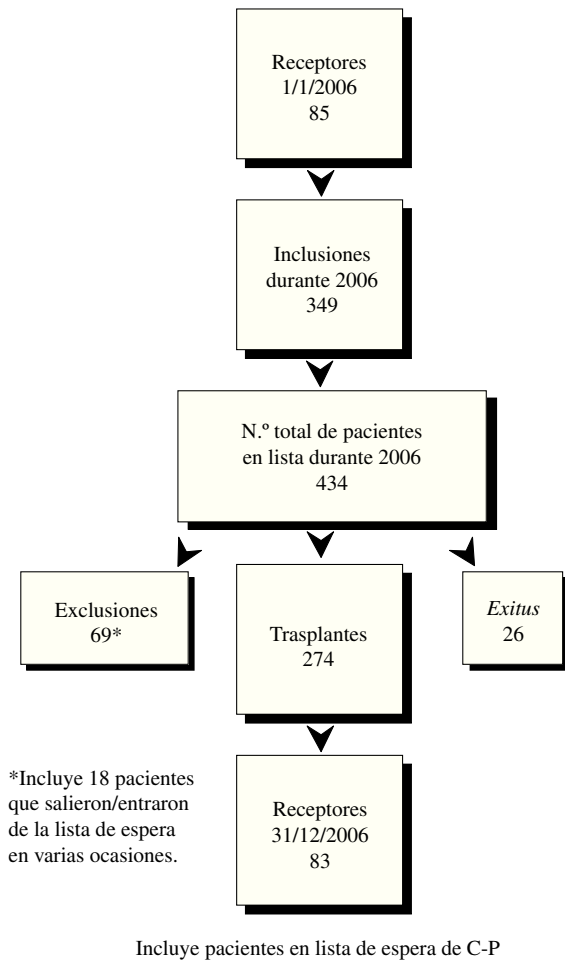 Receptores
1/1/2006
85
Inclusiones
durante 2006
349
N.º total de pacientes
en lista durante 2006
434
Exclusiones
69*
Trasplantes
274
Exitus
26
*Incluye 18 pacientes
que salieron/entraron
de la lista de espera
en varias ocasiones.
Receptores
31/12/2006
83
Incluye pacientes en lista de espera de C-P